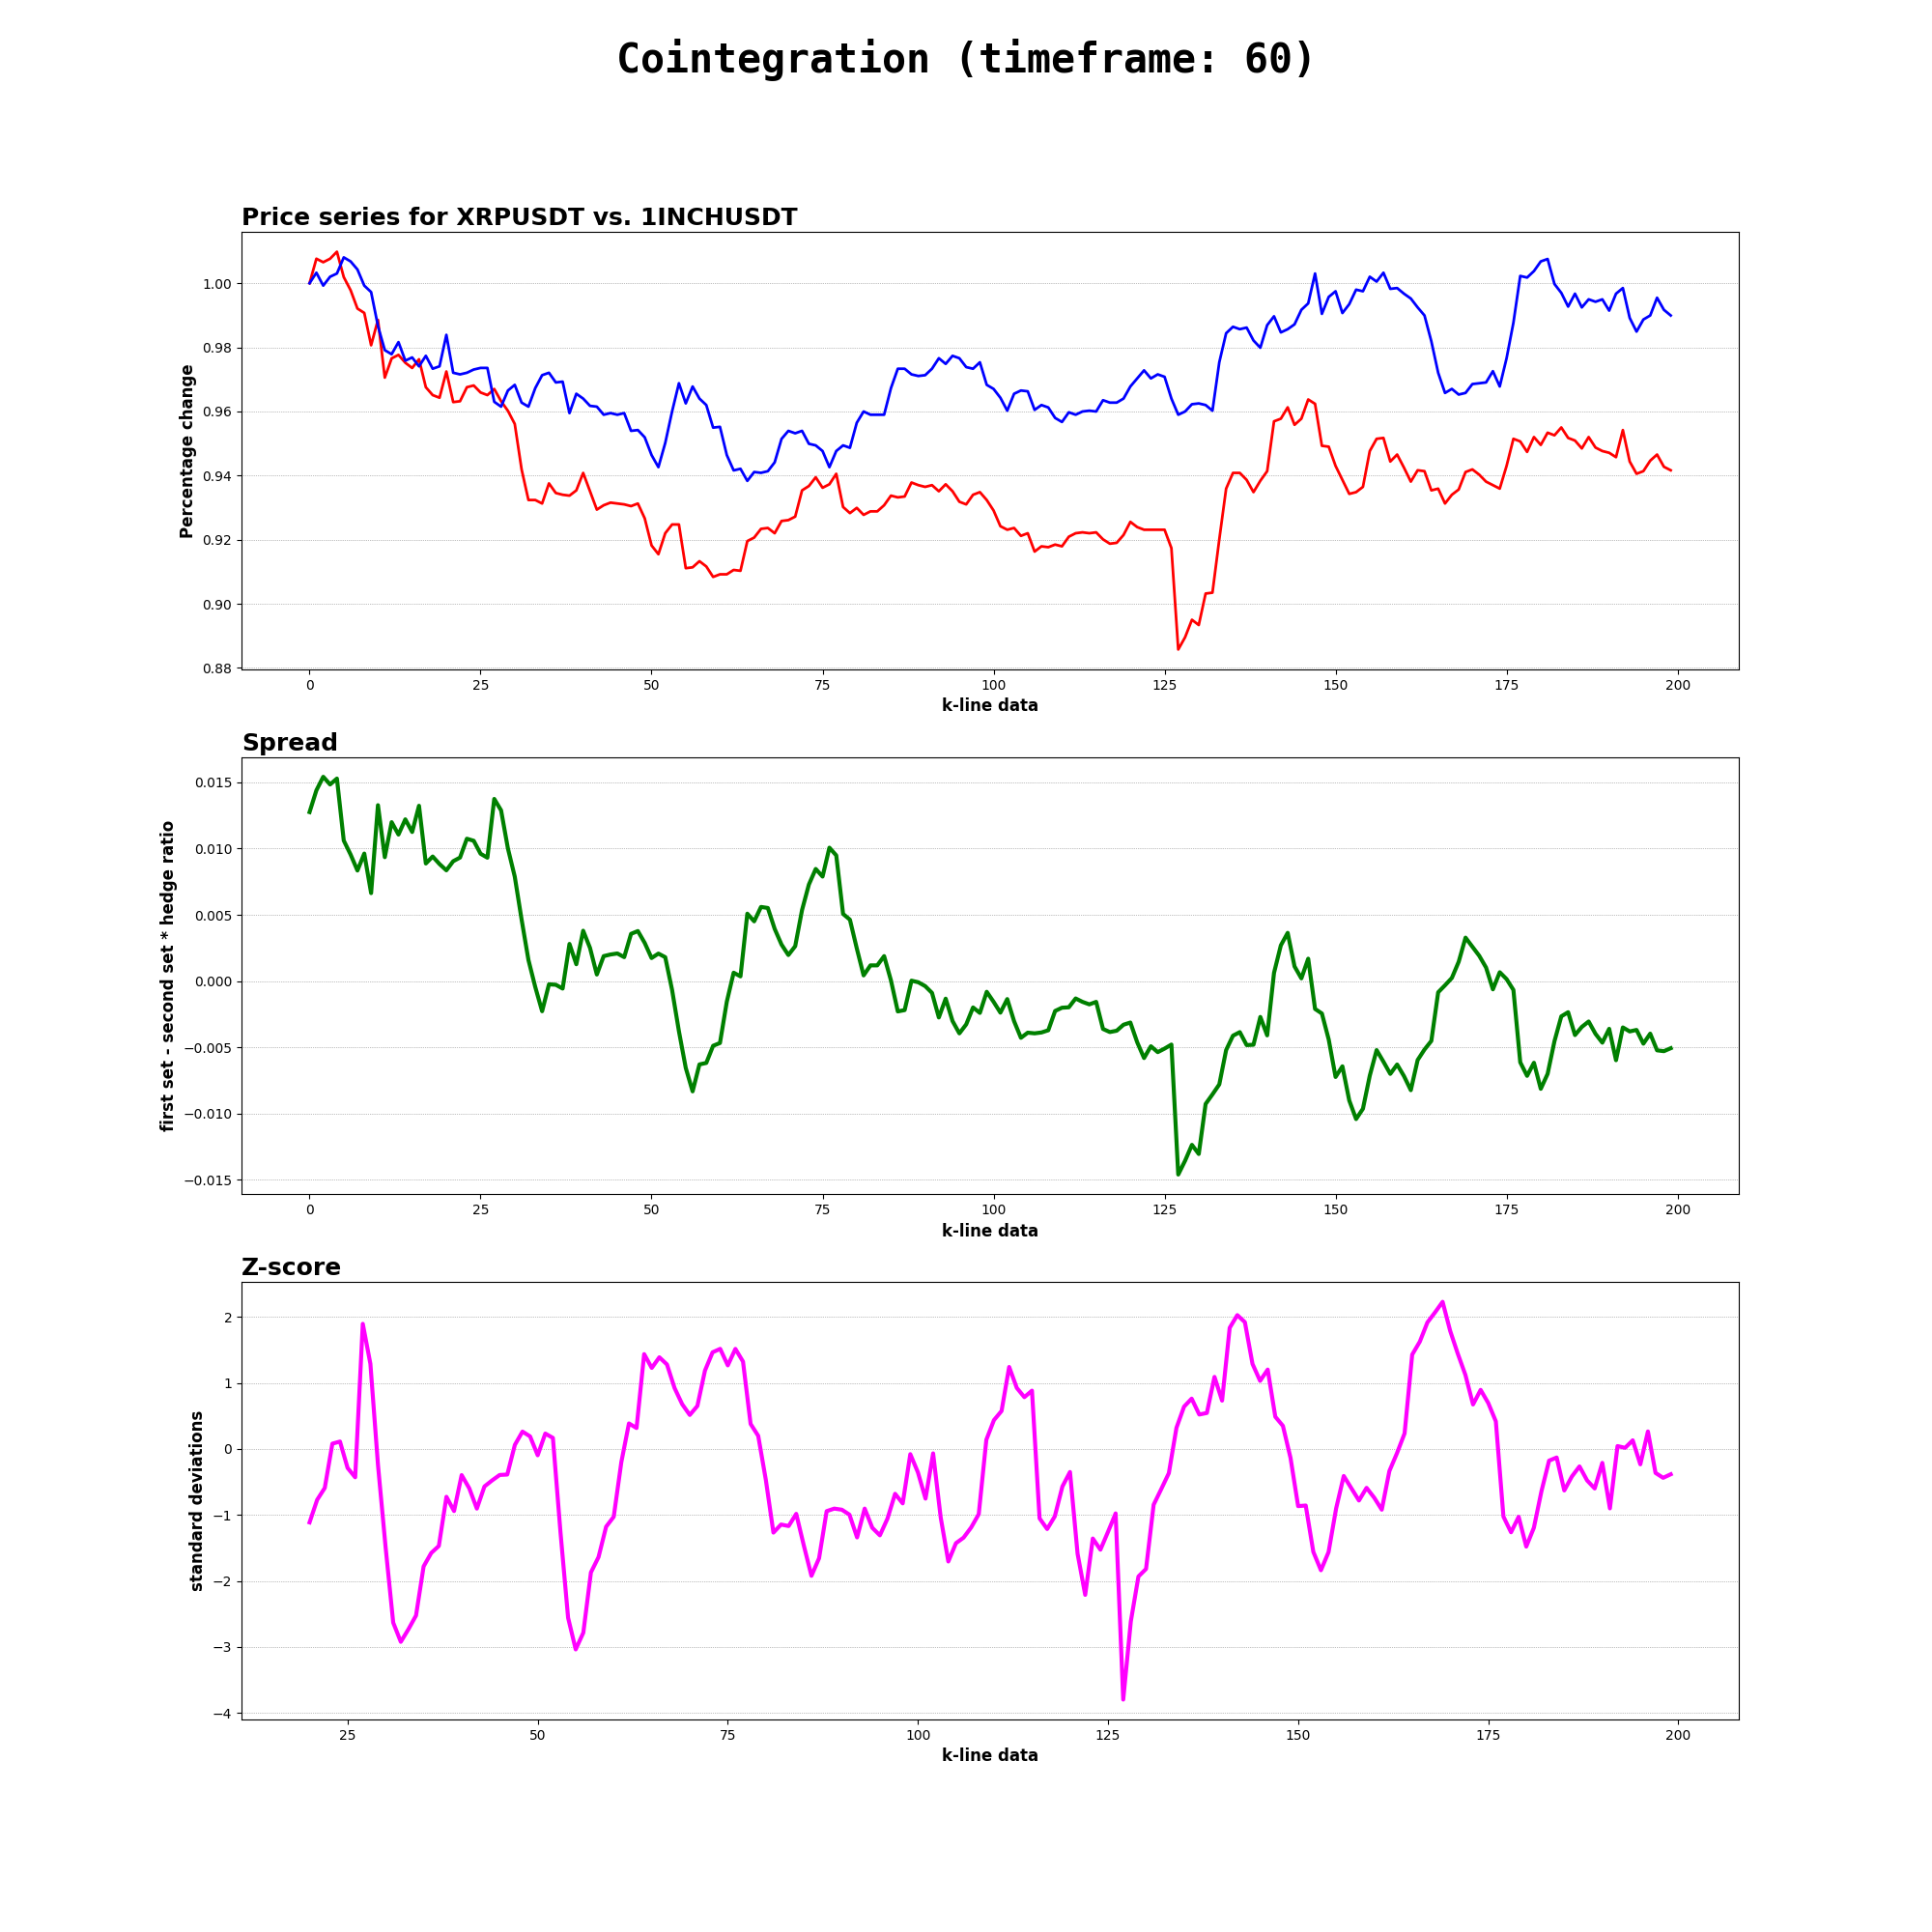 Cointegration (timeframe: 60)
Price series for XRPUSDT vs. 1INCHUSDT
Percentage change
1.00
0.98
0.96
0.94
0.92
0.90
0.88
0 25 50 75 100 125 150 175 200
k-line data
Spread
first set - second set * hedge ratio
0.015
0.010
0.005
0.000
−0.005
−0.010
−0.015
0 25 50 75 100 125 150 175 200
k-line data
Z-score
standard deviations
2
1
0
−1
−2
−3
−4
25 50 75 100 125 150 175 200
k-line data